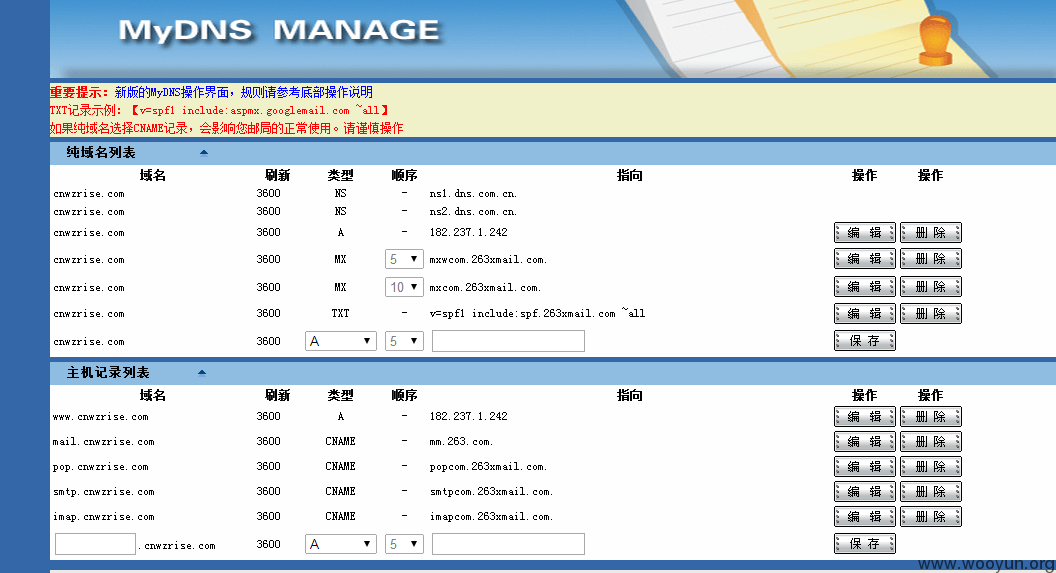 MyDNS MANAGE
重要提示：新版的MyDNS操作界面，规则请参考底部操作说明
TXT记录示例：【v=spf1 include:aspmx.googlemail.com ~all】
如果纯域名选择CNAME记录，会影响您邮局的正常使用。请谨慎操作
纯域名列表
域名 刷新 类型 顺序 指向 操作 操作
cnwzrise.com 3600 NS - ns1.dns.com.cn.
cnwzrise.com 3600 NS - ns2.dns.com.cn.
cnwzrise.com 3600 A - 182.237.1.242 编辑 删除
cnwzrise.com 3600 MX 5 mxwcom.263xmail.com. 编辑 删除
cnwzrise.com 3600 MX 10 mxcom.263xmail.com. 编辑 删除
cnwzrise.com 3600 TXT - v=spf1 include:spf.263xmail.com ~all 编辑 删除
cnwzrise.com 3600 A 5 保存
主机记录列表
域名 刷新 类型 顺序 指向 操作 操作
www.cnwzrise.com 3600 A - 182.237.1.242 编辑 删除
mail.cnwzrise.com 3600 CNAME - mm.263.com. 编辑 删除
pop.cnwzrise.com 3600 CNAME - popcom.263xmail.com. 编辑 删除
smtp.cnwzrise.com 3600 CNAME - smtpcom.263xmail.com. 编辑 删除
imap.cnwzrise.com 3600 CNAME - imapcom.263xmail.com. 编辑 删除
.cnwzrise.com 3600 A 5 保存
www.wooyun.org